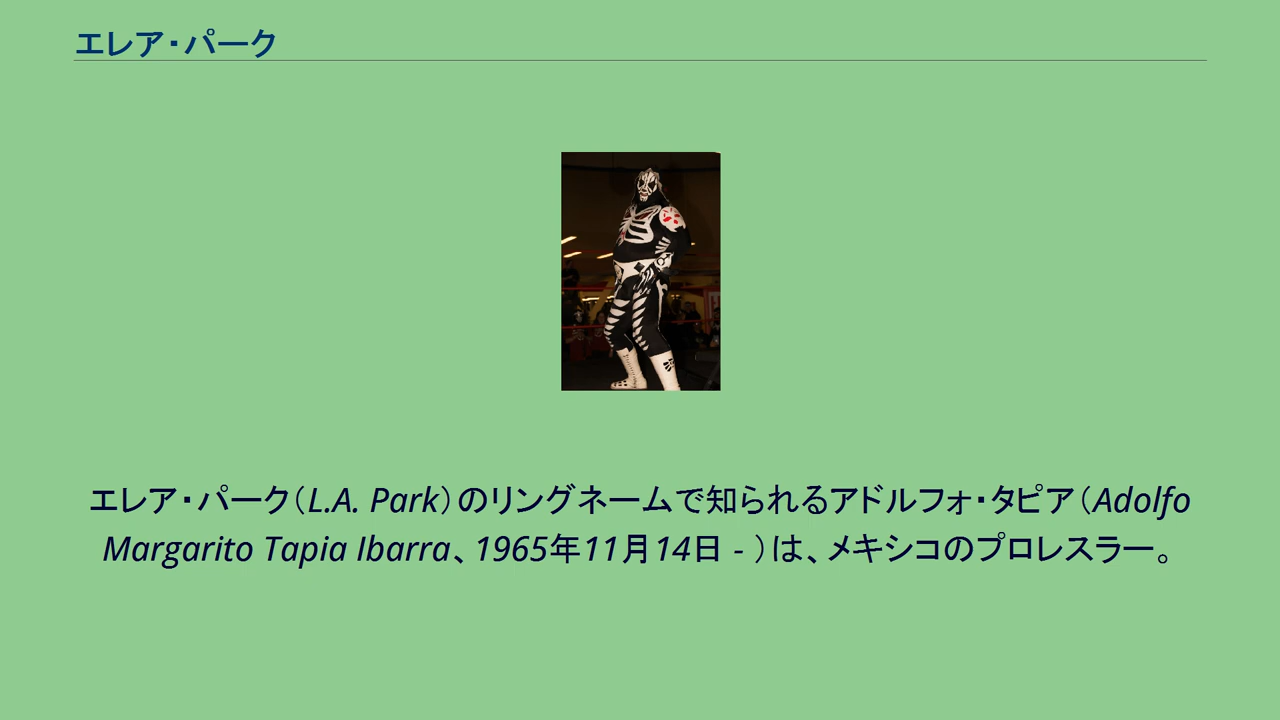 エレア・パーク
エレア・パーク（L.A. Park）のリングネームで知られるアドルフォ・タピア（Adolfo
Margarito Tapia Ibarra、1965年11月14日 - ）は、メキシコのプロレスラー。